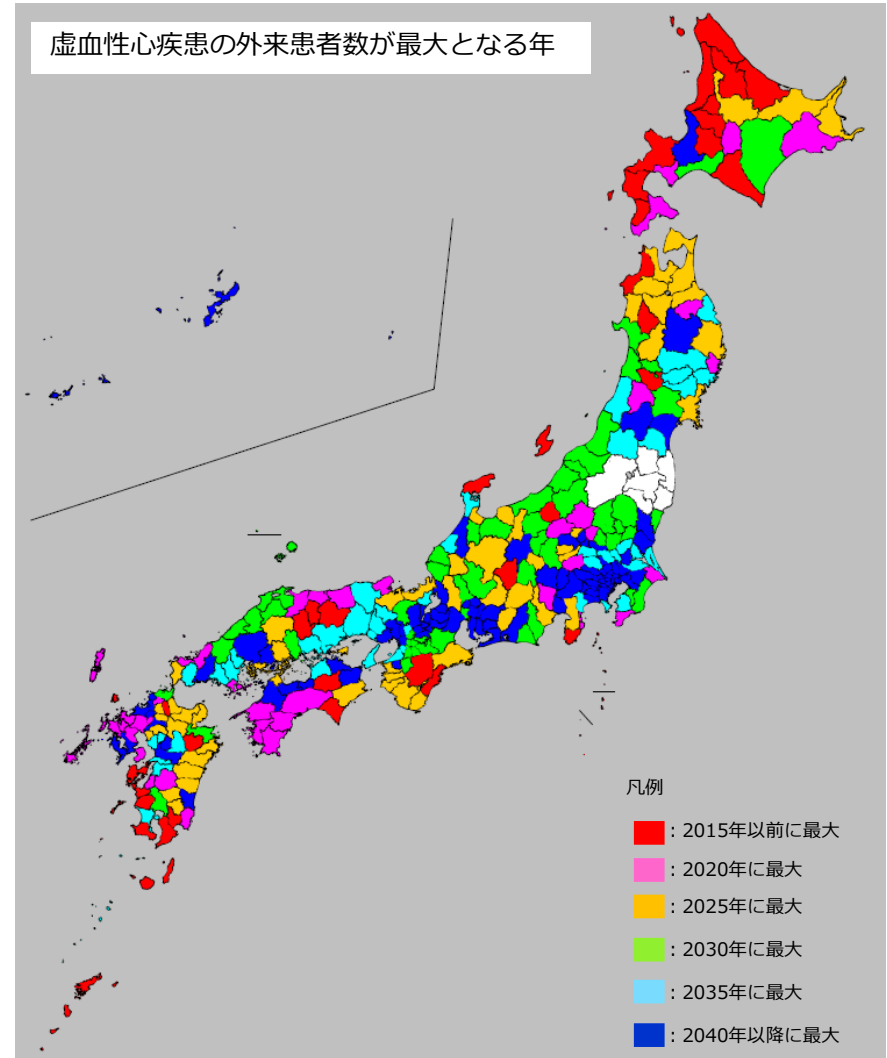 虚血性心疾患の外来患者数が最大となる年
凡例
：2015年以前に最大
：2020年に最大
：2025年に最大
：2030年に最大
：2035年に最大
：2040年以降に最大